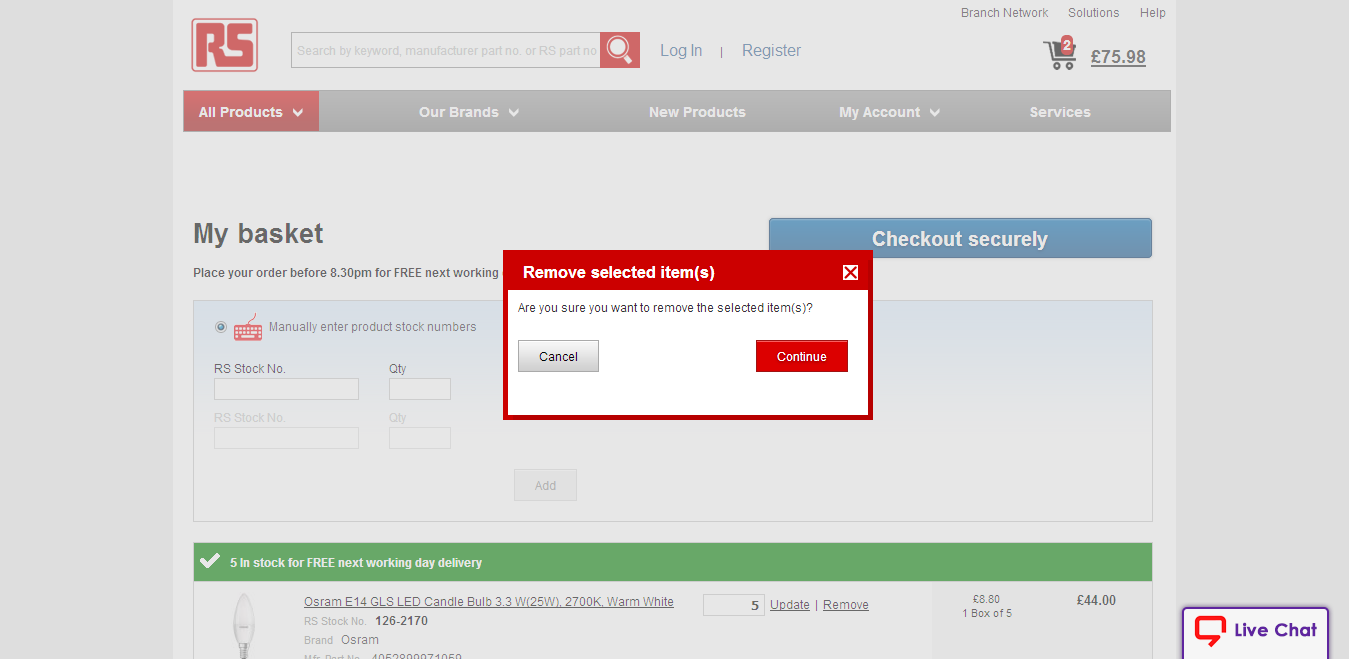 Branch Network Solutions Help
RS
Search by keyword, manufacturer part no. or RS part no
Log In | Register
2
£75.98
All Products Our Brands New Products My Account Services
My basket
Checkout securely
Place your order before 8.30pm for FREE next working
Remove selected item(s)
Are you sure you want to remove the selected item(s)?
Cancel Continue
Manually enter product stock numbers
RS Stock No. Qty
RS Stock No. Qty
Add
5 In stock for FREE next working day delivery
Osram E14 GLS LED Candle Bulb 3.3 W(25W), 2700K, Warm White
5 Update | Remove
£8.80
1 Box of 5
£44.00
RS Stock No. 126-2170
Brand Osram
Mfr. Part No. 4052899971059
Live Chat